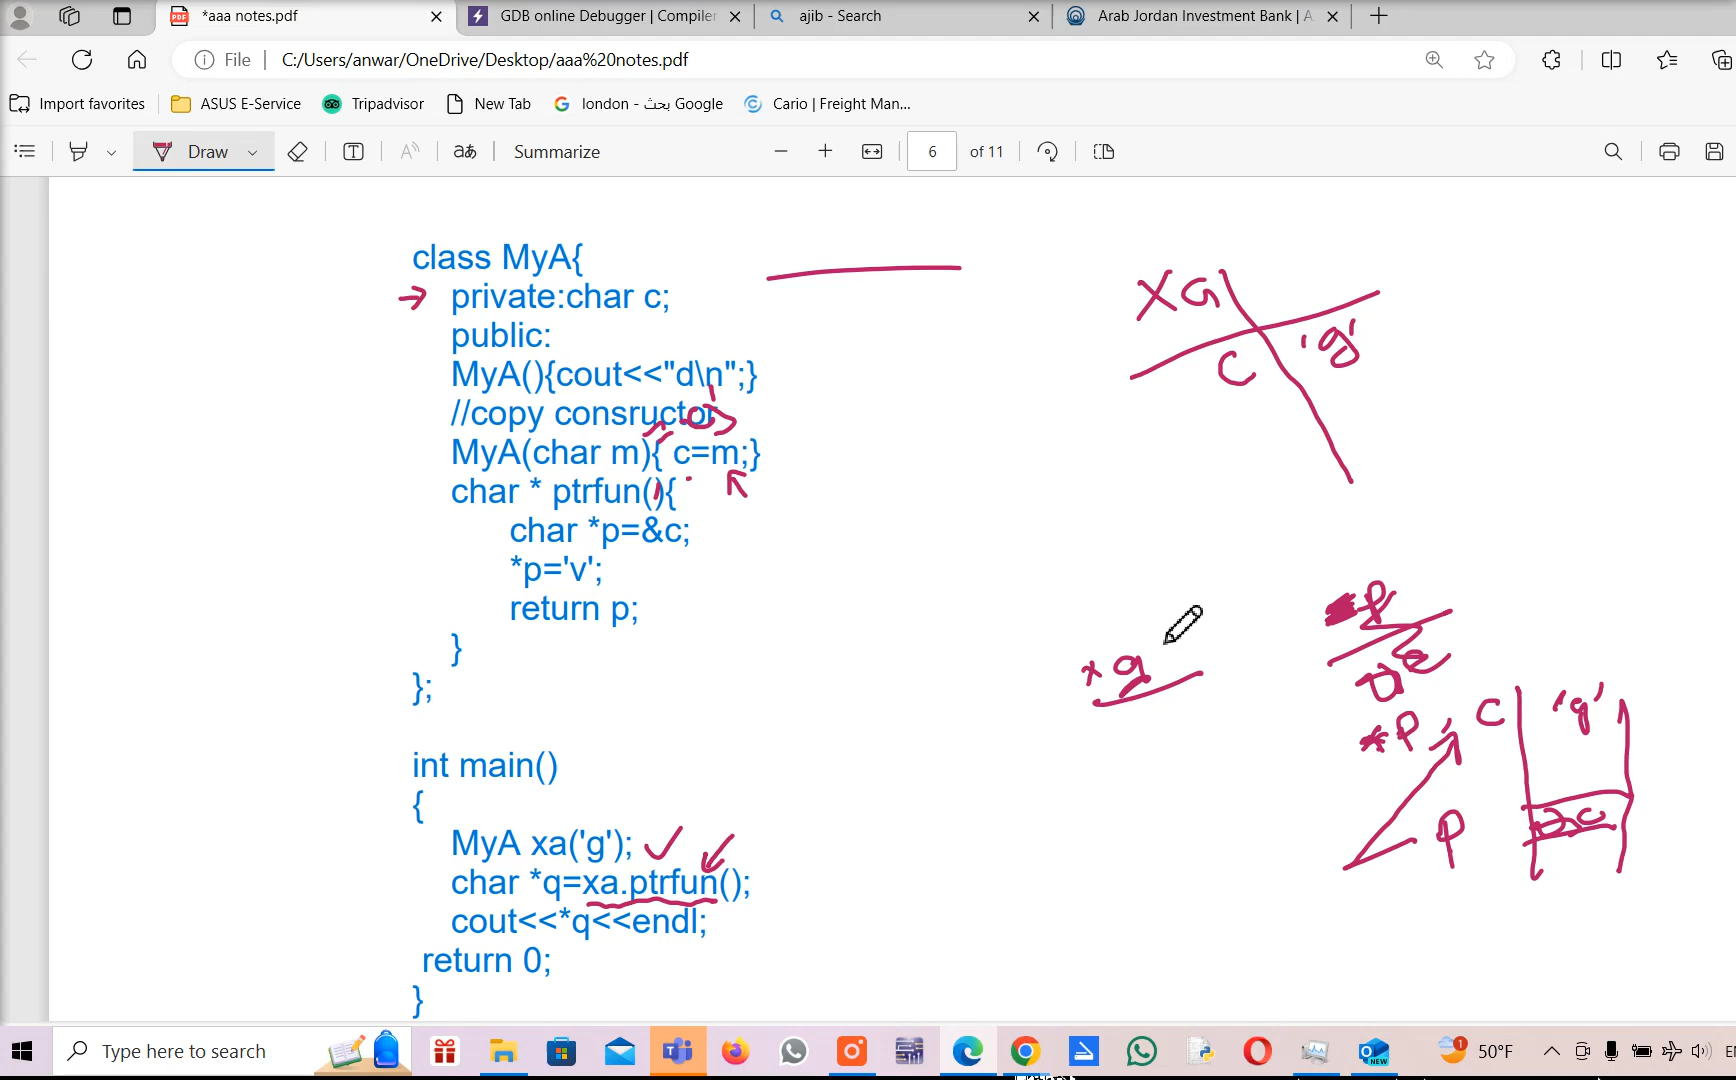 *aaa notes.pdf
GDB online Debugger | Compiler
ajib - Search
Arab Jordan Investment Bank | A
File
C:/Users/anwar/OneDrive/Desktop/aaa%20notes.pdf
Import favorites
ASUS E-Service
Tripadvisor
New Tab
london - بحث Google
Cario | Freight Man...
Draw
Summarize
6
of 11
class MyA{
private:char c;
public:
MyA(){cout<<"d\n";}
//copy consructor
MyA(char m){ c=m;}
char * ptrfun(){
char *p=&c;
*p='v';
return p;
}
};
int main()
{
MyA xa('g');
char *q=xa.ptrfun();
cout<<*q<<endl;
return 0;
}
XG
C
'g'
*p
*q
*p
C
'g'
p
Type here to search
50°F